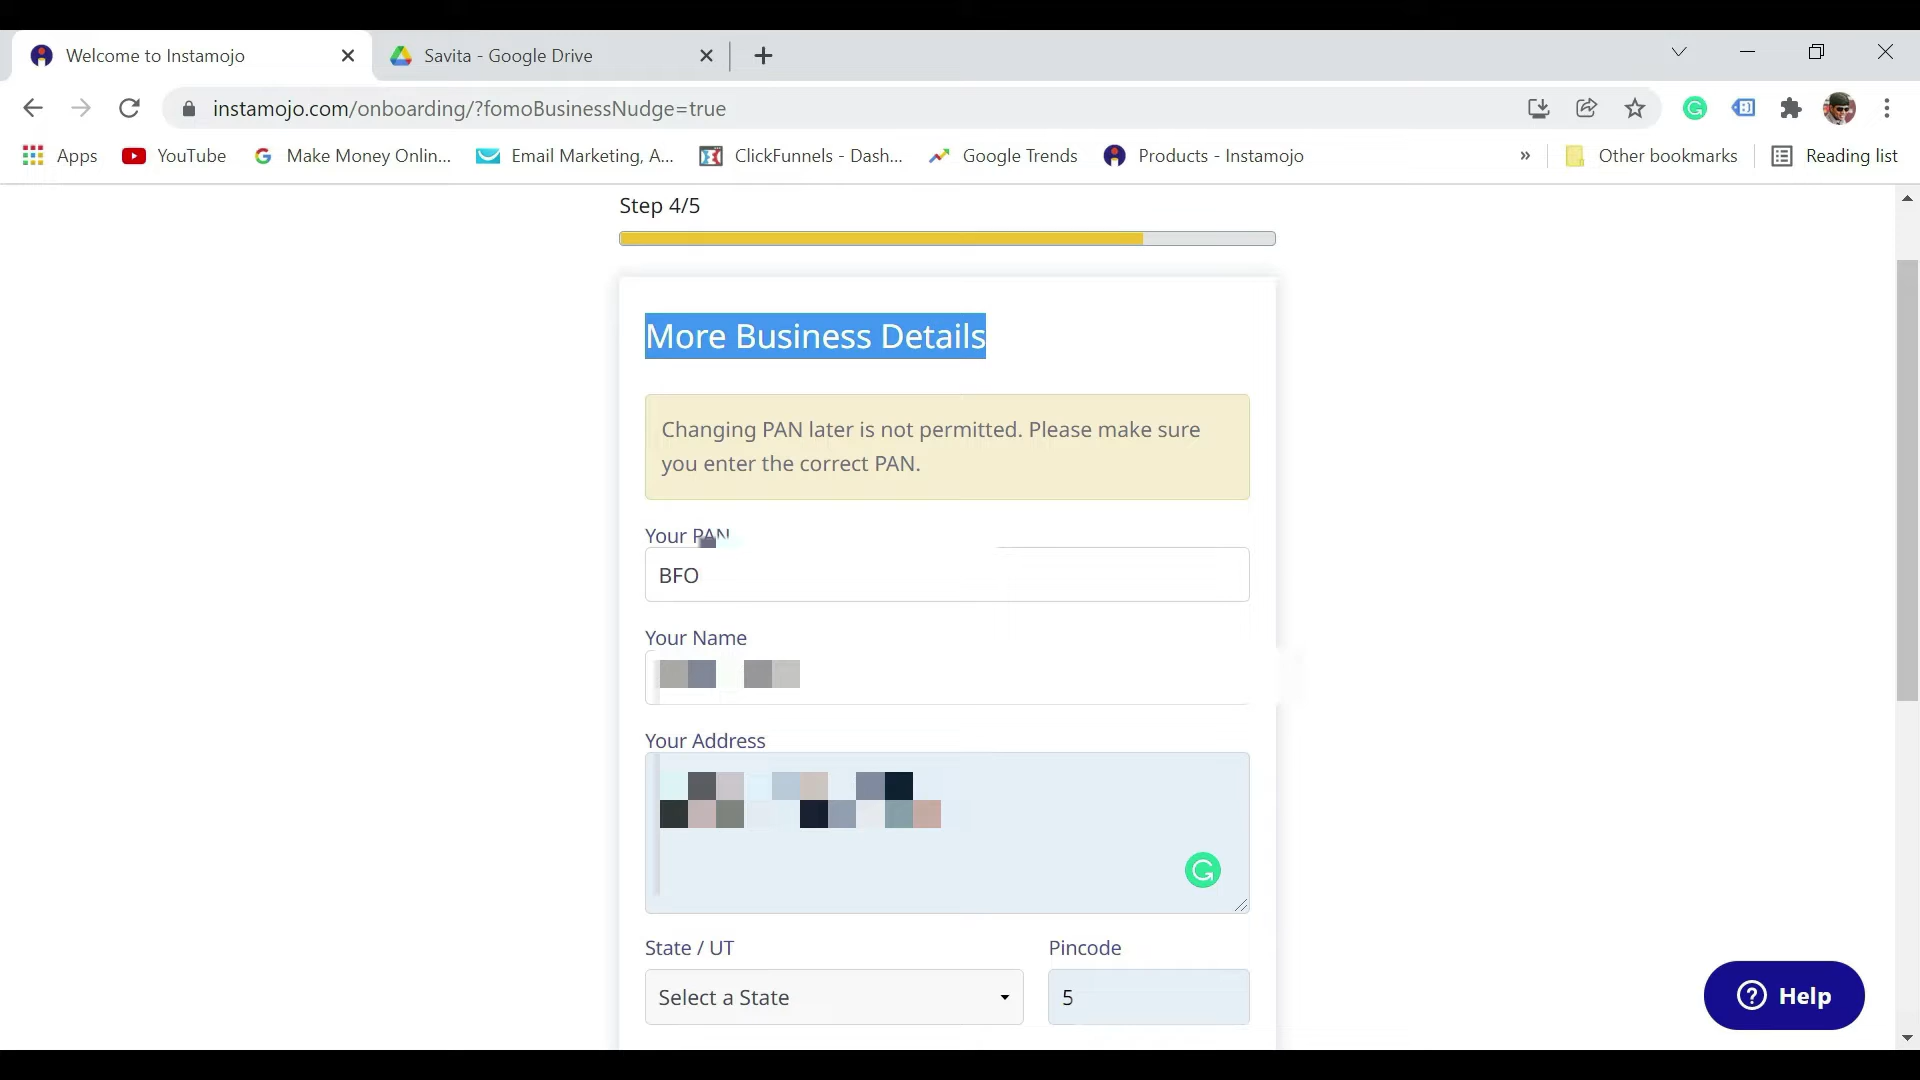 Welcome to Instamojo
Savita - Google Drive
instamojo.com/onboarding/?fomoBusinessNudge=true
Apps
YouTube
Make Money Onlin...
Email Marketing, A...
ClickFunnels - Dash...
Google Trends
Products - Instamojo
»
Other bookmarks
Reading list
Step 4/5
More Business Details
Changing PAN later is not permitted. Please make sure
you enter the correct PAN.
Your PAN
BFO
Your Name
Your Address
State / UT
Pincode
Select a State
5
Help